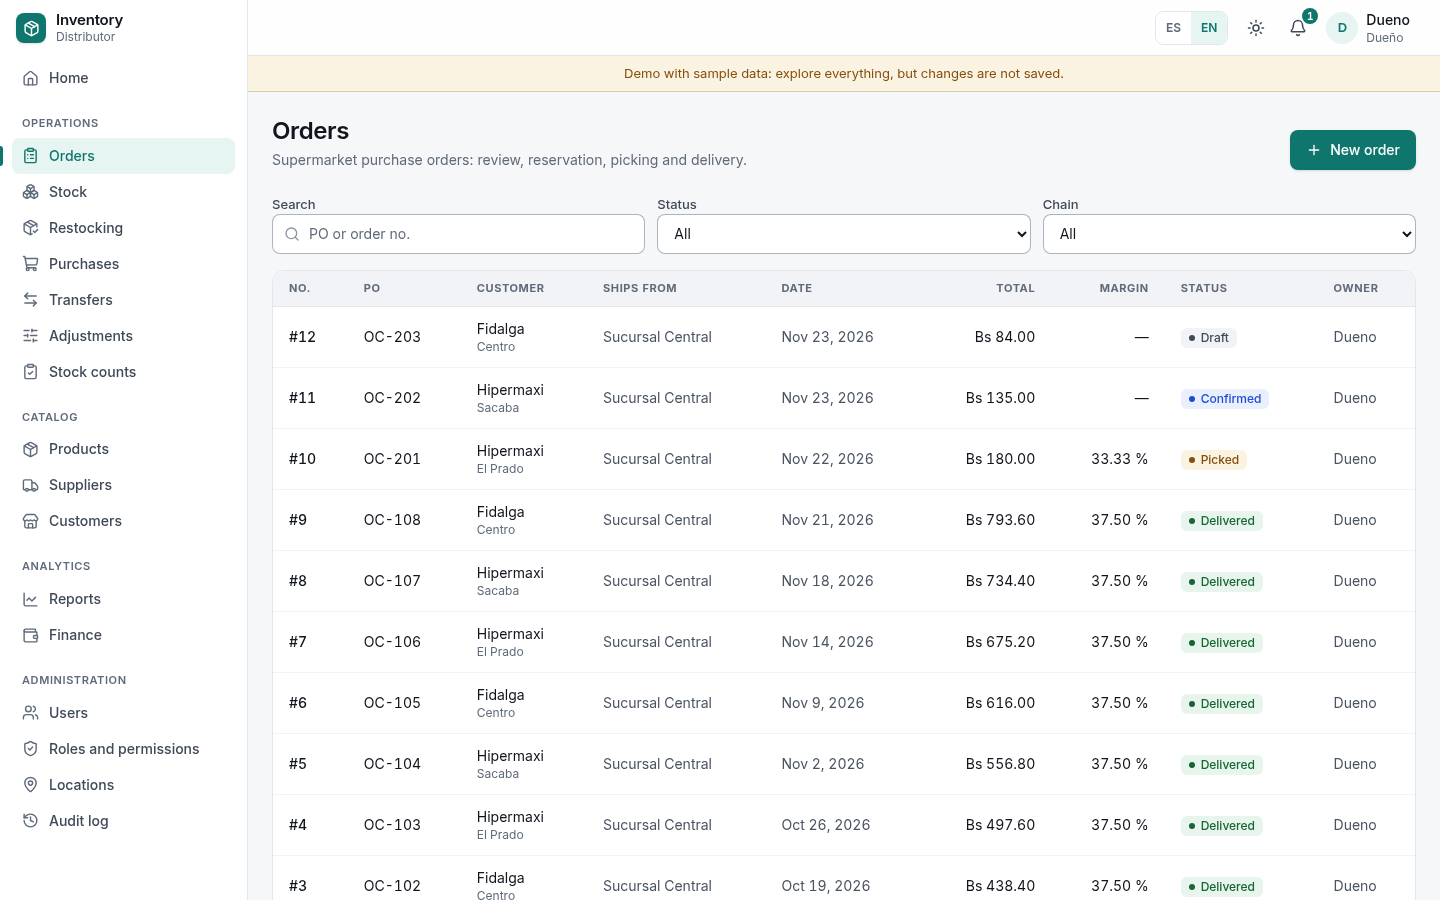 Inventory
Distributor
Home
OPERATIONS
Orders
Stock
Restocking
Purchases
Transfers
Adjustments
Stock counts
CATALOG
Products
Suppliers
Customers
ANALYTICS
Reports
Finance
ADMINISTRATION
Users
Roles and permissions
Locations
Audit log
ES EN 1 D Dueno
Dueño
Demo with sample data: explore everything, but changes are not saved.
Orders
Supermarket purchase orders: review, reservation, picking and delivery.
New order
Search Status Chain
PO or order no. All All
NO. PO CUSTOMER SHIPS FROM DATE TOTAL MARGIN STATUS OWNER
#12 OC-203 Fidalga Sucursal Central Nov 23, 2026 Bs 84.00 — Draft Dueno
Centro
#11 OC-202 Hipermaxi Sucursal Central Nov 23, 2026 Bs 135.00 — Confirmed Dueno
Sacaba
#10 OC-201 Hipermaxi Sucursal Central Nov 22, 2026 Bs 180.00 33.33 % Picked Dueno
El Prado
#9 OC-108 Fidalga Sucursal Central Nov 21, 2026 Bs 793.60 37.50 % Delivered Dueno
Centro
#8 OC-107 Hipermaxi Sucursal Central Nov 18, 2026 Bs 734.40 37.50 % Delivered Dueno
Sacaba
#7 OC-106 Hipermaxi Sucursal Central Nov 14, 2026 Bs 675.20 37.50 % Delivered Dueno
El Prado
#6 OC-105 Fidalga Sucursal Central Nov 9, 2026 Bs 616.00 37.50 % Delivered Dueno
Centro
#5 OC-104 Hipermaxi Sucursal Central Nov 2, 2026 Bs 556.80 37.50 % Delivered Dueno
Sacaba
#4 OC-103 Hipermaxi Sucursal Central Oct 26, 2026 Bs 497.60 37.50 % Delivered Dueno
El Prado
#3 OC-102 Fidalga Sucursal Central Oct 19, 2026 Bs 438.40 37.50 % Delivered Dueno
Centro